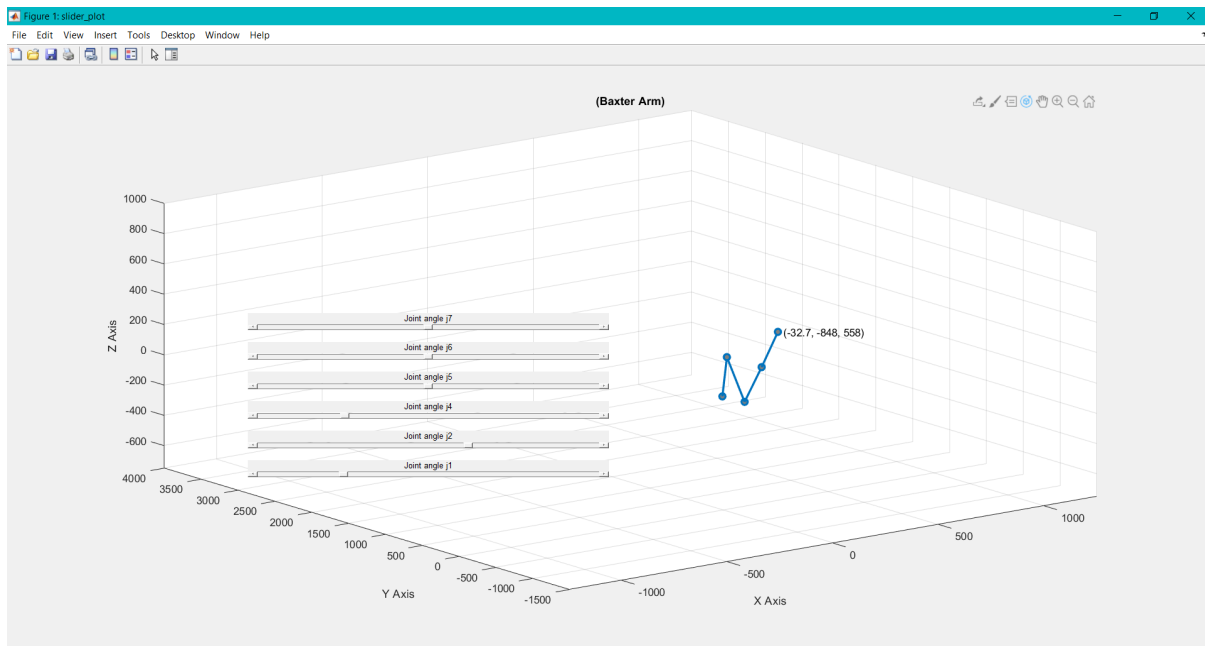 Figure 1: slider_plot
File Edit View Insert Tools Desktop Window Help
(Baxter Arm)
1000
800
600
400
200
0
-200
-400
-600
Z Axis
Joint angle j7
Joint angle j6
Joint angle j5
Joint angle j4
Joint angle j2
Joint angle j1
(-32.7, -848, 558)
4000
3500
3000
2500
2000
1500
1000
500
0
-500
-1000
-1500
Y Axis
-1000
-500
0
500
1000
X Axis